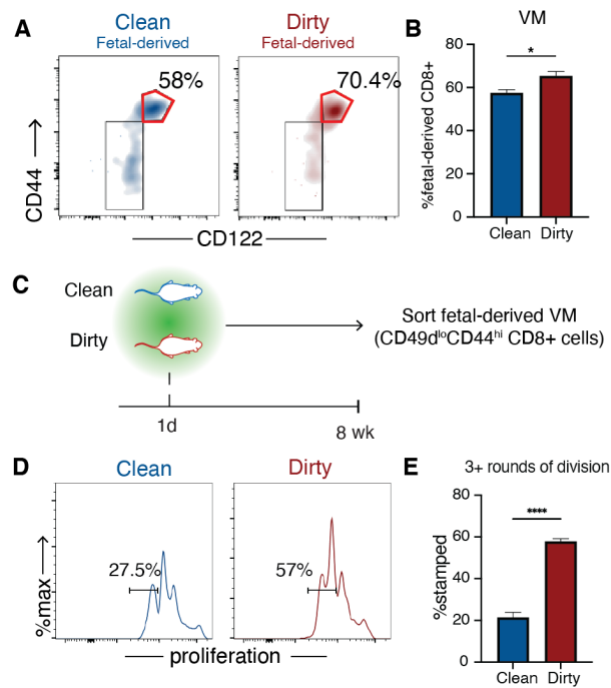 A
Clean
Fetal-derived
Dirty
Fetal-derived
58%
70.4%
CD44
CD122
B
VM
%fetal-derived CD8+
80
60
40
20
0
*
Clean
Dirty
C
Clean
Dirty
1d
8 wk
Sort fetal-derived VM
(CD49dloCD44hi CD8+ cells)
D
Clean
Dirty
27.5%
57%
%max
proliferation
E
3+ rounds of division
%stamped
80
60
40
20
0
****
Clean
Dirty